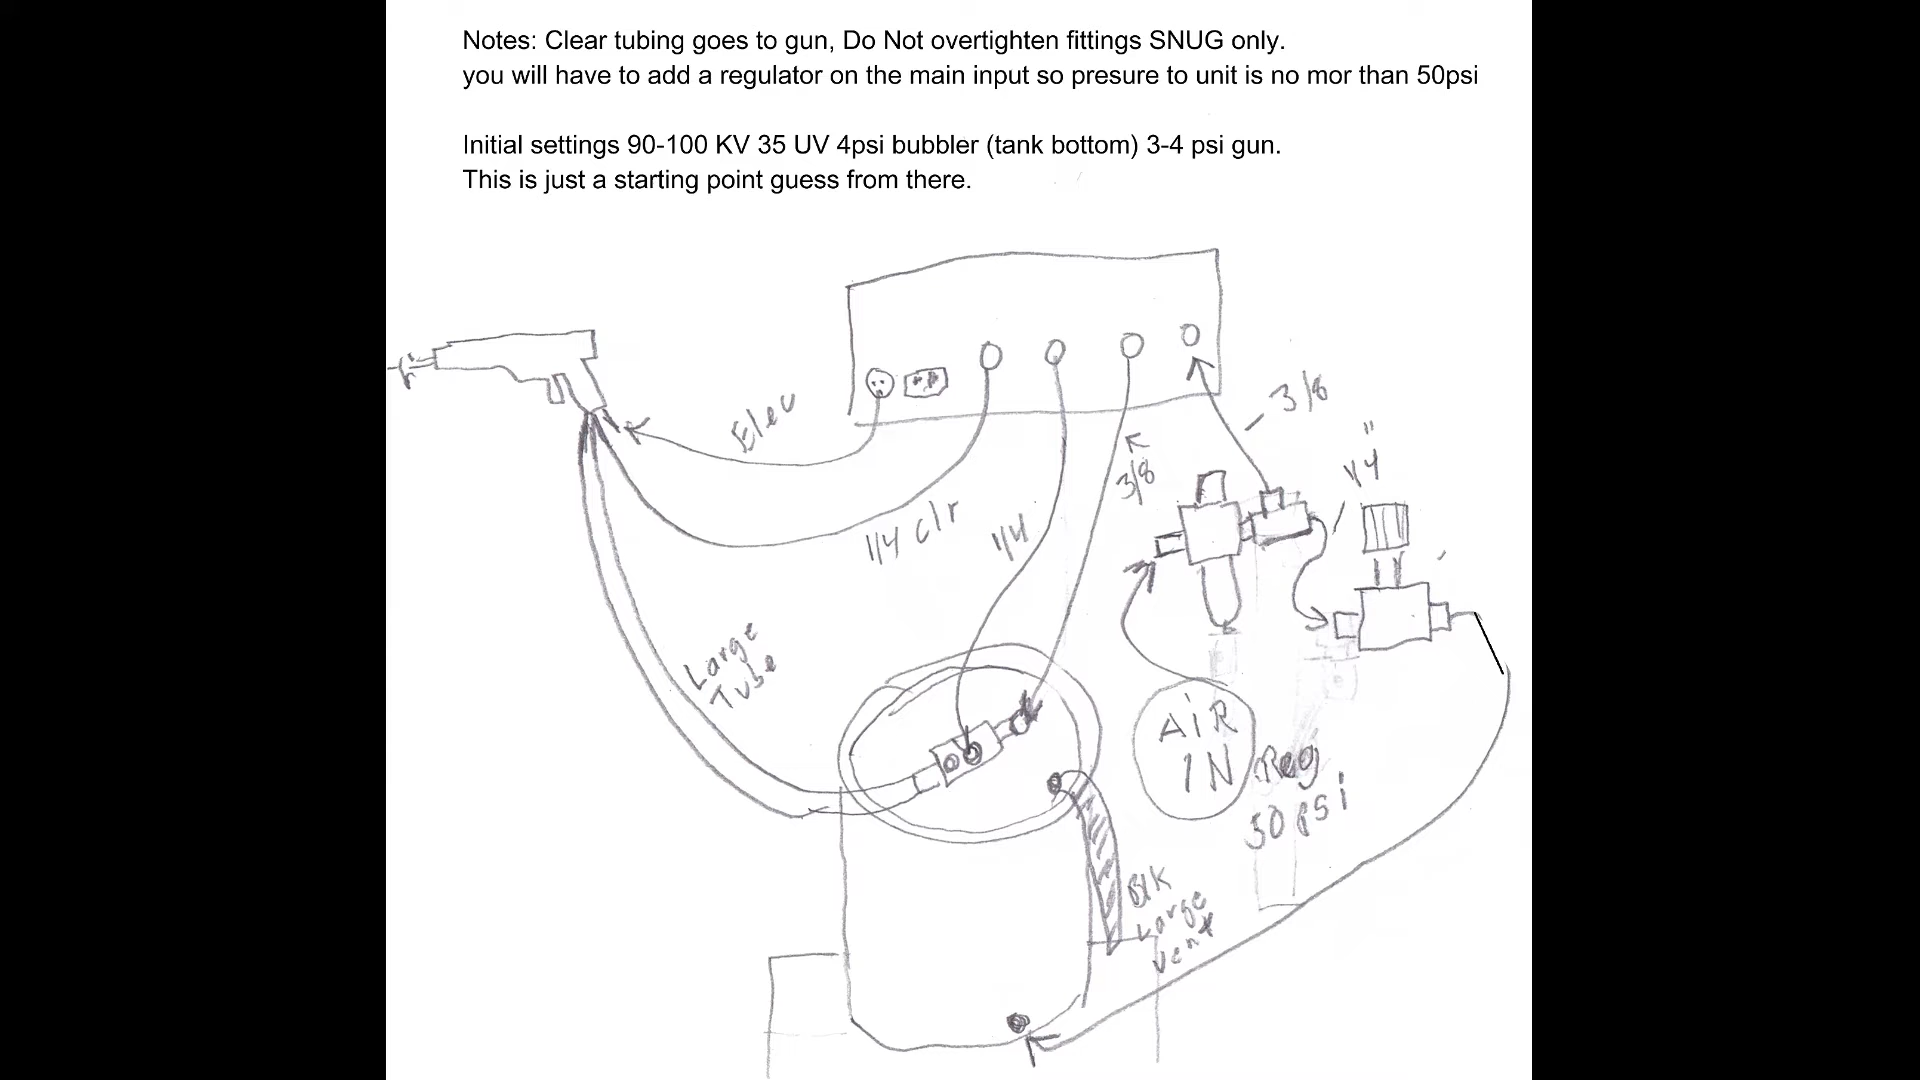 Notes: Clear tubing goes to gun, Do Not overtighten fittings SNUG only.
you will have to add a regulator on the main input so presure to unit is no mor than 50psi
Initial settings 90-100 KV 35 UV 4psi bubbler (tank bottom) 3-4 psi gun.
This is just a starting point guess from there.
Elec
3/8
1/4"
3/8
1/4 clr
1/4
Large
Tube
AiR
IN
Reg
50 psi
Blk
Large
Vent